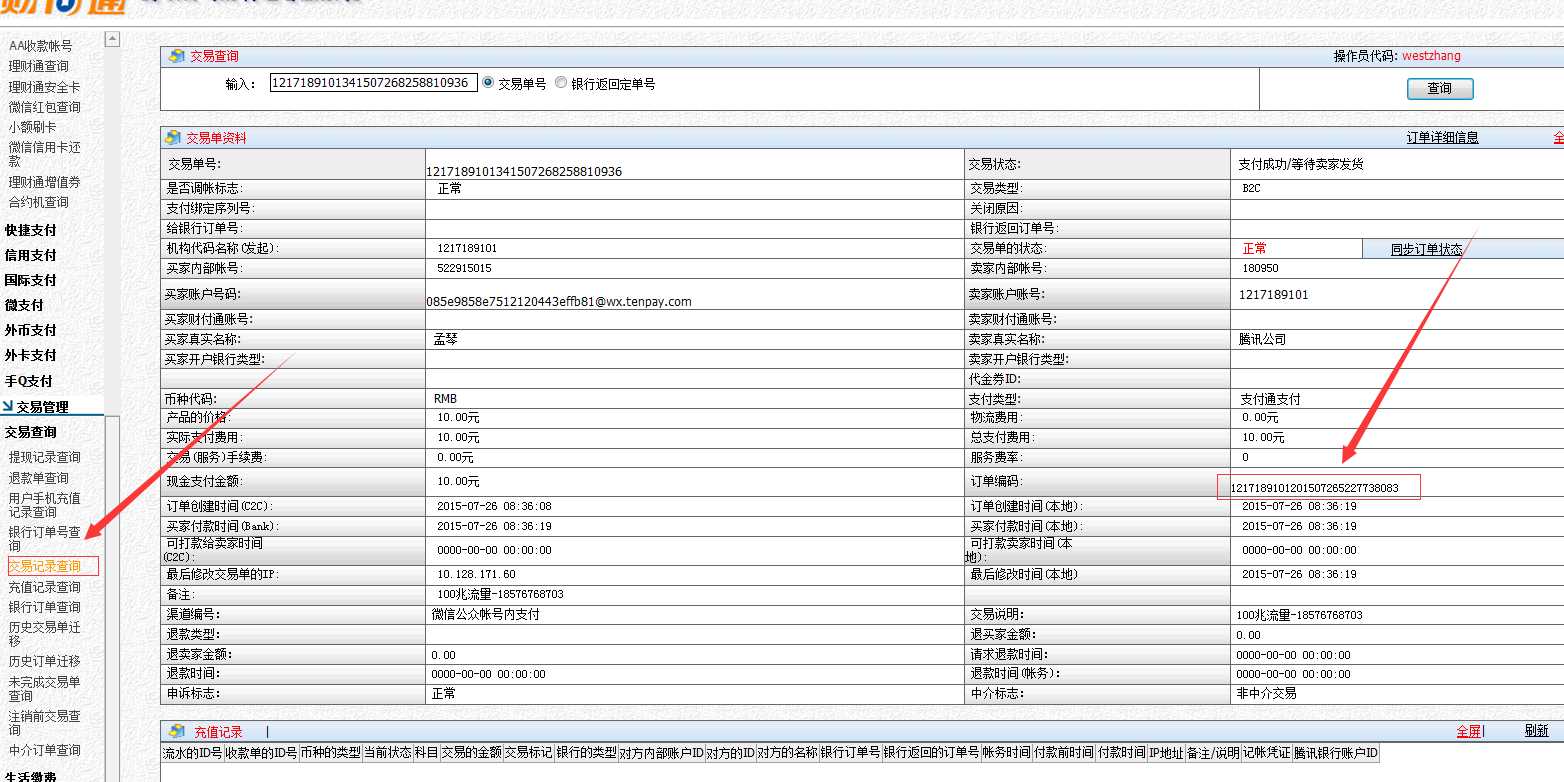 财付通
AA收款帐号
理财通查询
理财通安全卡
微信红包查询
小额刷卡
微信信用卡还
款
理财通增值券
合约机查询
快捷支付
信用支付
国际支付
微支付
外币支付
外卡支付
手Q支付
交易管理
交易查询
提现记录查询
退款单查询
用户手机充值
记录查询
银行订单号查
询
交易记录查询
充值记录查询
银行订单查询
历史交易单迁
移
历史订单迁移
未完成交易单
查询
注销前交易查
询
中介订单查询
生活缴费
交易查询 操作员代码: westzhang
输入: 1217189101341507268258810936 交易单号 银行返回定单号 查询
交易单资料 订单详细信息 全
交易单号: 1217189101341507268258810936 交易状态: 支付成功/等待卖家发货
是否调帐标志: 正常 交易类型: B2C
支付绑定序列号: 关闭原因:
给银行订单号: 银行返回订单号:
机构代码名称(发起): 1217189101 交易单的状态: 正常 同步订单状态
买家内部帐号: 522915015 卖家内部帐号: 180950
买家账户号码: 085e9858e7512120443effb81@wx.tenpay.com 卖家账户账号: 1217189101
买家财付通账号: 卖家财付通账号:
买家真实名称: 孟琴 卖家真实名称: 腾讯公司
买家开户银行类型: 卖家开户银行类型:
代金券ID:
币种代码: RMB 支付类型: 支付通支付
产品的价格: 10.00元 物流费用: 0.00元
实际支付费用: 10.00元 总支付费用: 10.00元
交易(服务)手续费: 0.00元 服务费率: 0
现金支付金额: 10.00元 订单编码: 1217189101201507265227738083
订单创建时间(C2C): 2015-07-26 08:36:08 订单创建时间(本地): 2015-07-26 08:36:19
买家付款时间(Bank): 2015-07-26 08:36:19 买家付款时间(本地): 2015-07-26 08:36:19
可打款给卖家时间
(C2C): 0000-00-00 00:00:00 可打款卖家时间(本
地): 0000-00-00 00:00:00
最后修改交易单的IP: 10.128.171.60 最后修改时间(本地) 2015-07-26 08:36:19
备注: 100兆流量-18576768703
渠道编号: 微信公众帐号内支付 交易说明: 100兆流量-18576768703
退款类型: 退买家金额: 0.00
退卖家金额: 0.00 请求退款时间: 0000-00-00 00:00:00
退款时间: 0000-00-00 00:00:00 退款时间(帐务): 0000-00-00 00:00:00
申诉标志: 正常 中介标志: 非中介交易
充值记录 | 全屏| 刷新
流水的ID号 收款单的ID号 币种的类型 当前状态 科目 交易的金额 交易标记 银行的类型 对方内部账户ID 对方的ID 对方的名称 银行订单号 银行返回的订单号 帐务时间 付款前时间 付款时间 IP地址 备注/说明 记帐凭证 腾讯银行账户ID